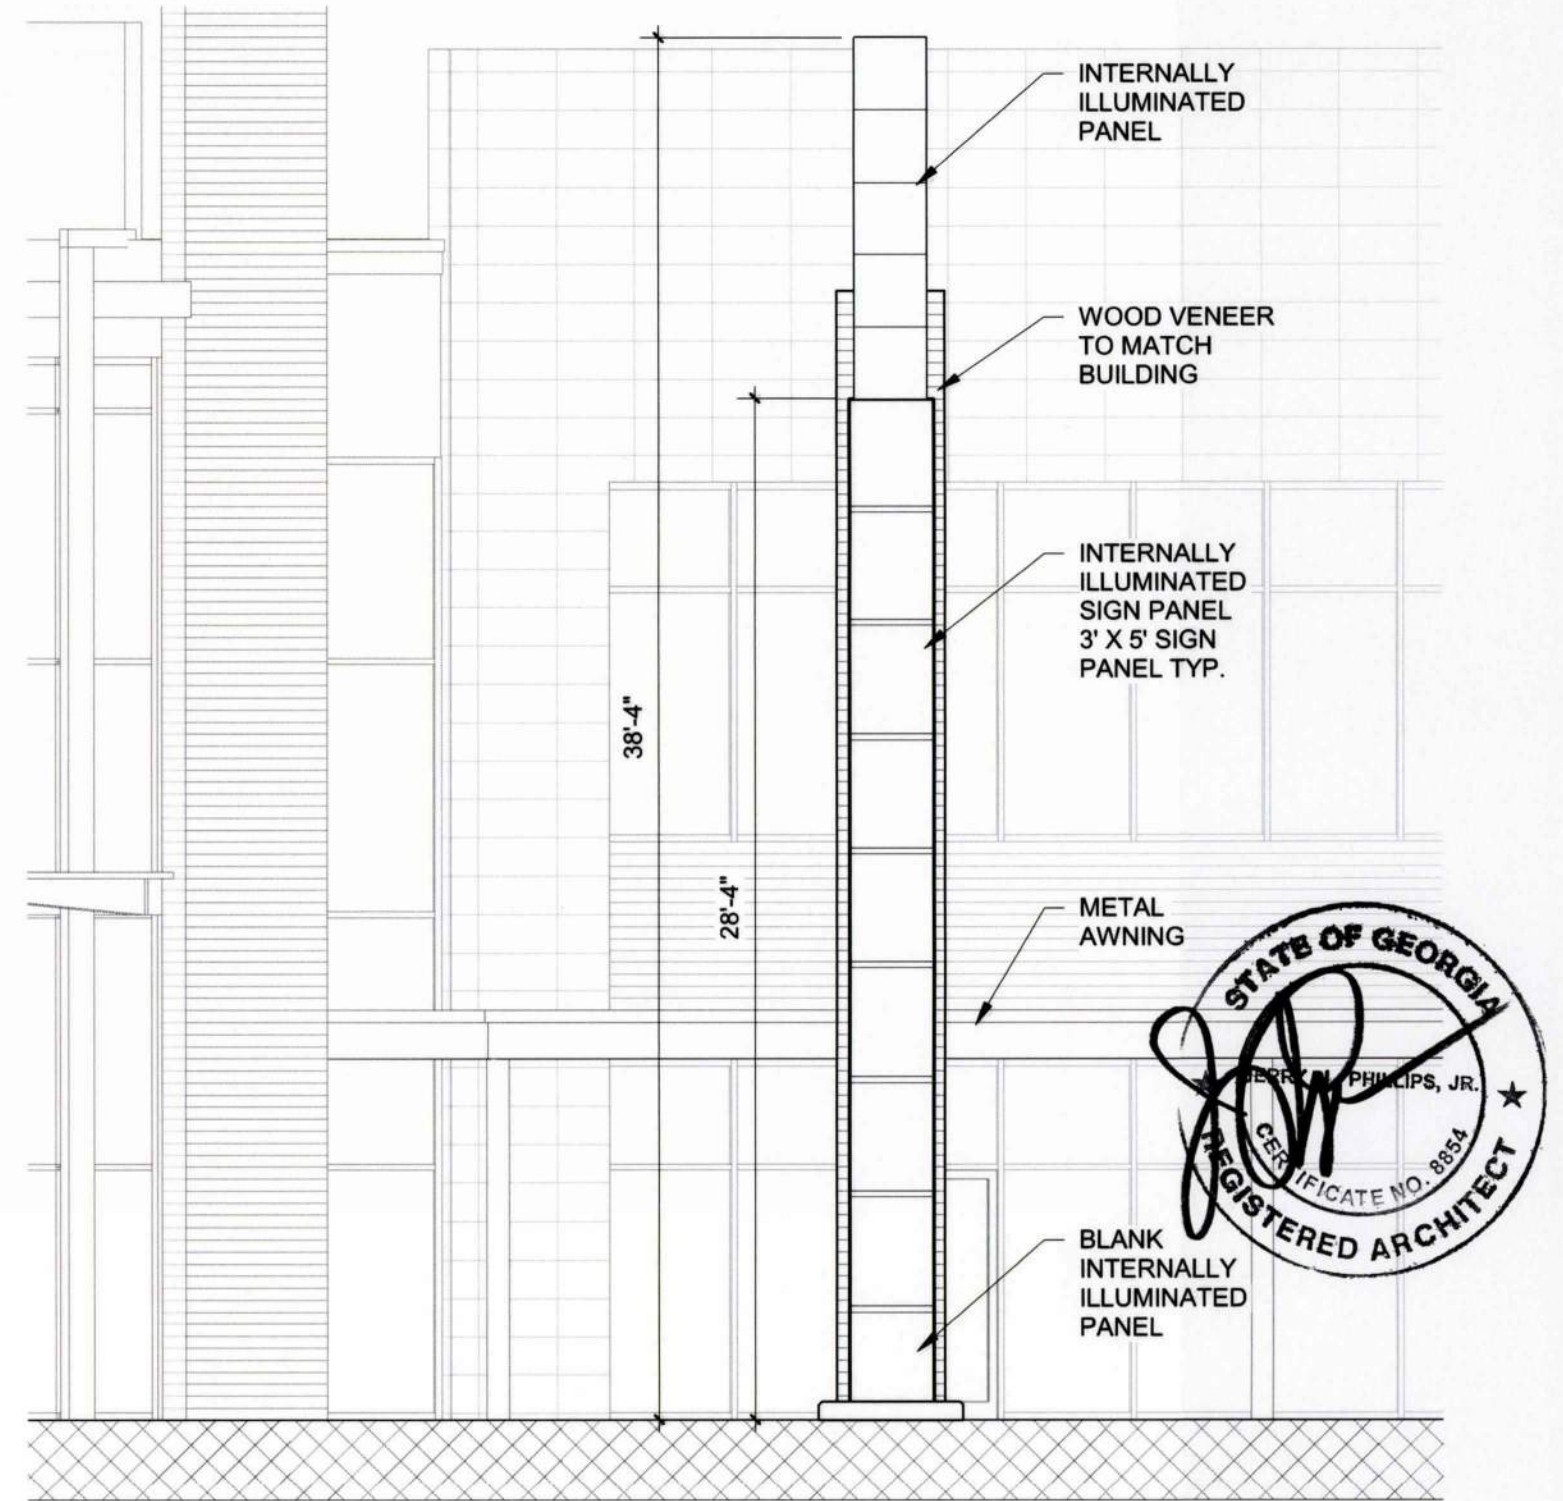 INTERNALLY
ILLUMINATED
PANEL
WOOD VENEER
TO MATCH
BUILDING
INTERNALLY
ILLUMINATED
SIGN PANEL
3' X 5' SIGN
PANEL TYP.
38'-4"
28'-4"
METAL
AWNING
STATE OF GEORGIA
PHILLIPS, JR.
CERTIFICATE NO. 8854
REGISTERED ARCHITECT
BLANK
INTERNALLY
ILLUMINATED
PANEL